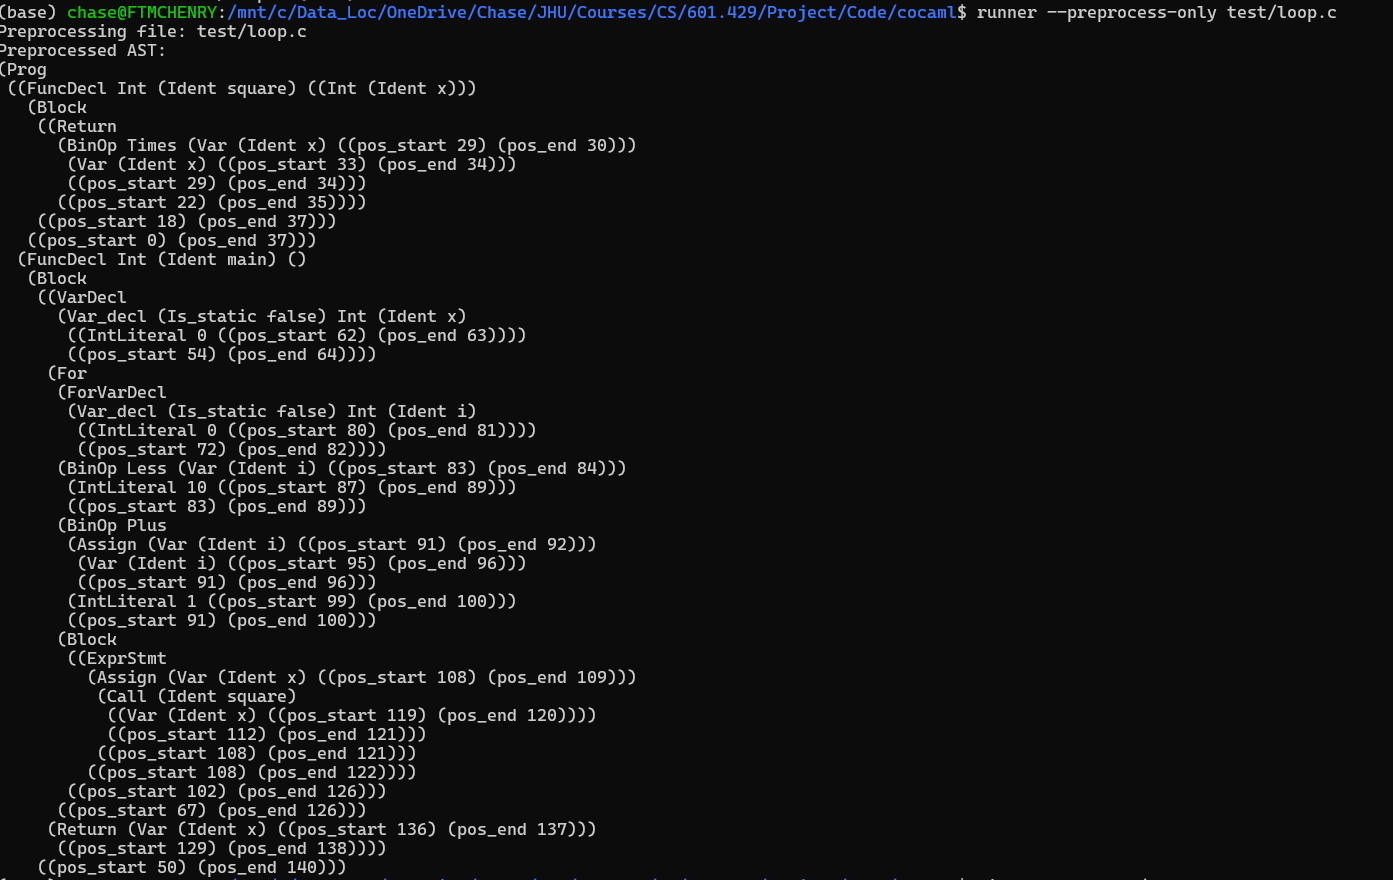 (base) chase@FTMCHENRY:/mnt/c/Data_Loc/OneDrive/Chase/JHU/Courses/CS/601.429/Project/Code/cocaml$ runner --preprocess-only test/loop.c
Preprocessing file: test/loop.c
Preprocessed AST:
(Prog
 ((FuncDecl Int (Ident square) ((Int (Ident x)))
   (Block
    ((Return
      (BinOp Times (Var (Ident x) ((pos_start 29) (pos_end 30)))
       (Var (Ident x) ((pos_start 33) (pos_end 34)))
       ((pos_start 29) (pos_end 34)))
      ((pos_start 22) (pos_end 35))))
    ((pos_start 18) (pos_end 37)))
   ((pos_start 0) (pos_end 37)))
  (FuncDecl Int (Ident main) ()
   (Block
    ((VarDecl
      (Var_decl (Is_static false) Int (Ident x)
       ((IntLiteral 0 ((pos_start 62) (pos_end 63))))
       ((pos_start 54) (pos_end 64))))
     (For
      (ForVarDecl
       (Var_decl (Is_static false) Int (Ident i)
        ((IntLiteral 0 ((pos_start 80) (pos_end 81))))
        ((pos_start 72) (pos_end 82))))
      (BinOp Less (Var (Ident i) ((pos_start 83) (pos_end 84)))
       (IntLiteral 10 ((pos_start 87) (pos_end 89)))
       ((pos_start 83) (pos_end 89)))
      (BinOp Plus
       (Assign (Var (Ident i) ((pos_start 91) (pos_end 92)))
        (Var (Ident i) ((pos_start 95) (pos_end 96)))
        ((pos_start 91) (pos_end 96)))
       (IntLiteral 1 ((pos_start 99) (pos_end 100)))
       ((pos_start 91) (pos_end 100)))
      (Block
       ((ExprStmt
         (Assign (Var (Ident x) ((pos_start 108) (pos_end 109)))
          (Call (Ident square)
           ((Var (Ident x) ((pos_start 119) (pos_end 120))))
           ((pos_start 112) (pos_end 121)))
          ((pos_start 108) (pos_end 121)))
         ((pos_start 108) (pos_end 122))))
       ((pos_start 102) (pos_end 126)))
      ((pos_start 67) (pos_end 126)))
     (Return (Var (Ident x) ((pos_start 136) (pos_end 137)))
      ((pos_start 129) (pos_end 138))))
    ((pos_start 50) (pos_end 140)))